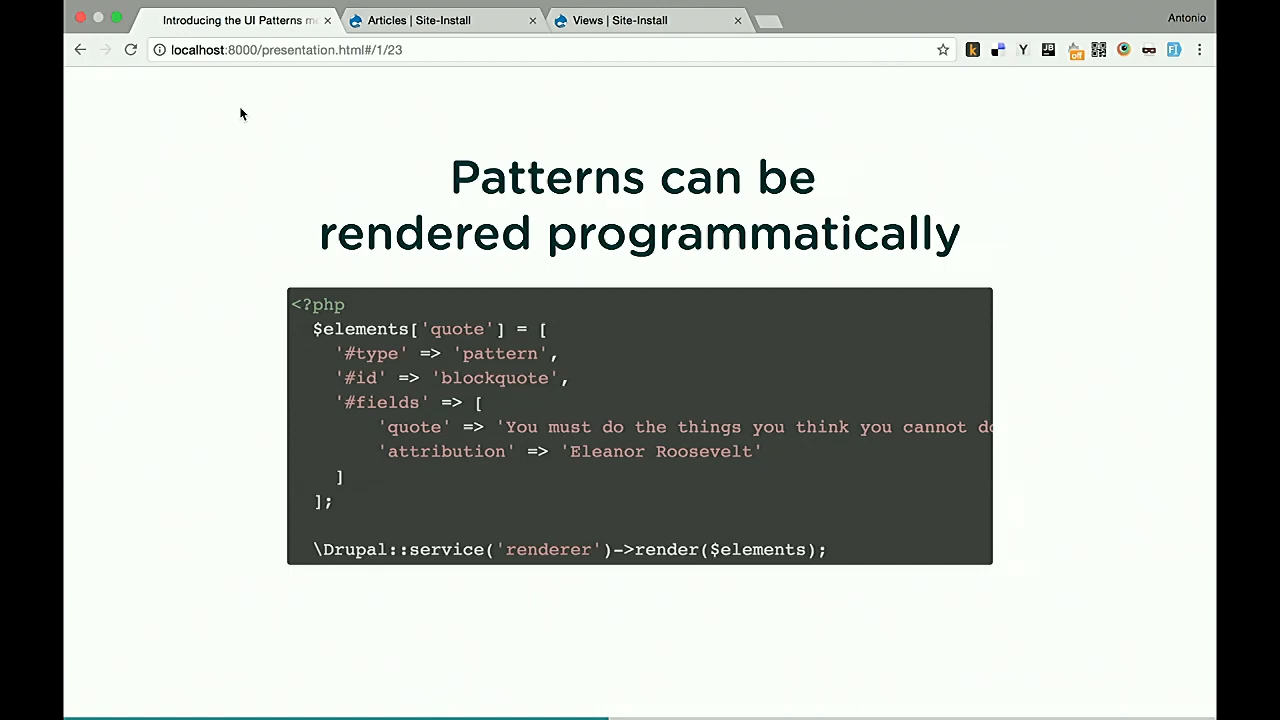 Introducing the UI Patterns m
Articles | Site-Install
Views | Site-Install
Antonio
localhost:8000/presentation.html#/1/23
Patterns can be
rendered programmatically
<?php
$elements['quote'] = [
'#type' => 'pattern',
'#id' => 'blockquote',
'#fields' => [
'quote' => 'You must do the things you think you cannot do
'attribution' => 'Eleanor Roosevelt'
]
];
\Drupal::service('renderer')->render($elements);